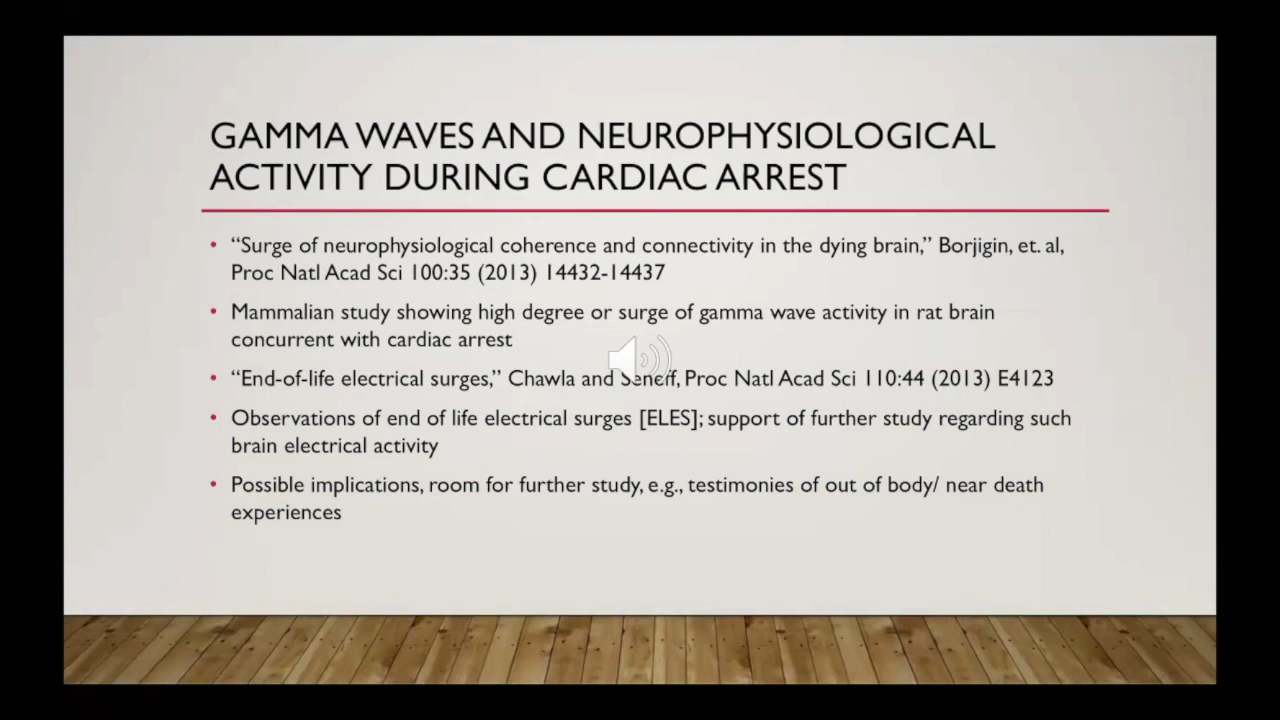 GAMMA WAVES AND NEUROPHYSIOLOGICAL
ACTIVITY DURING CARDIAC ARREST
• “Surge of neurophysiological coherence and connectivity in the dying brain,” Borjigin, et. al,
Proc Natl Acad Sci 100:35 (2013) 14432-14437
• Mammalian study showing high degree or surge of gamma wave activity in rat brain
concurrent with cardiac arrest
• “End-of-life electrical surges,” Chawla and Seneff, Proc Natl Acad Sci 110:44 (2013) E4123
• Observations of end of life electrical surges [ELES]; support of further study regarding such
brain electrical activity
• Possible implications, room for further study, e.g., testimonies of out of body/ near death
experiences